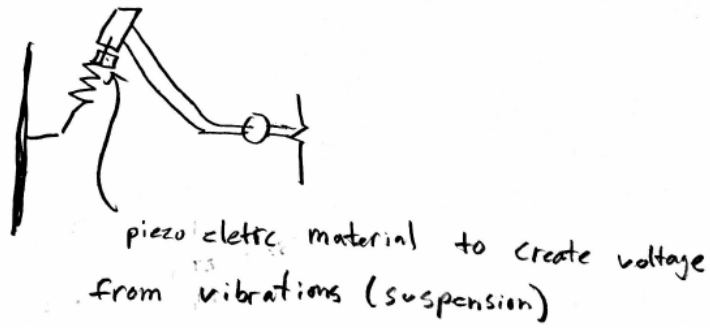 piezo eletric material to create voltage
from vibrations (suspension)